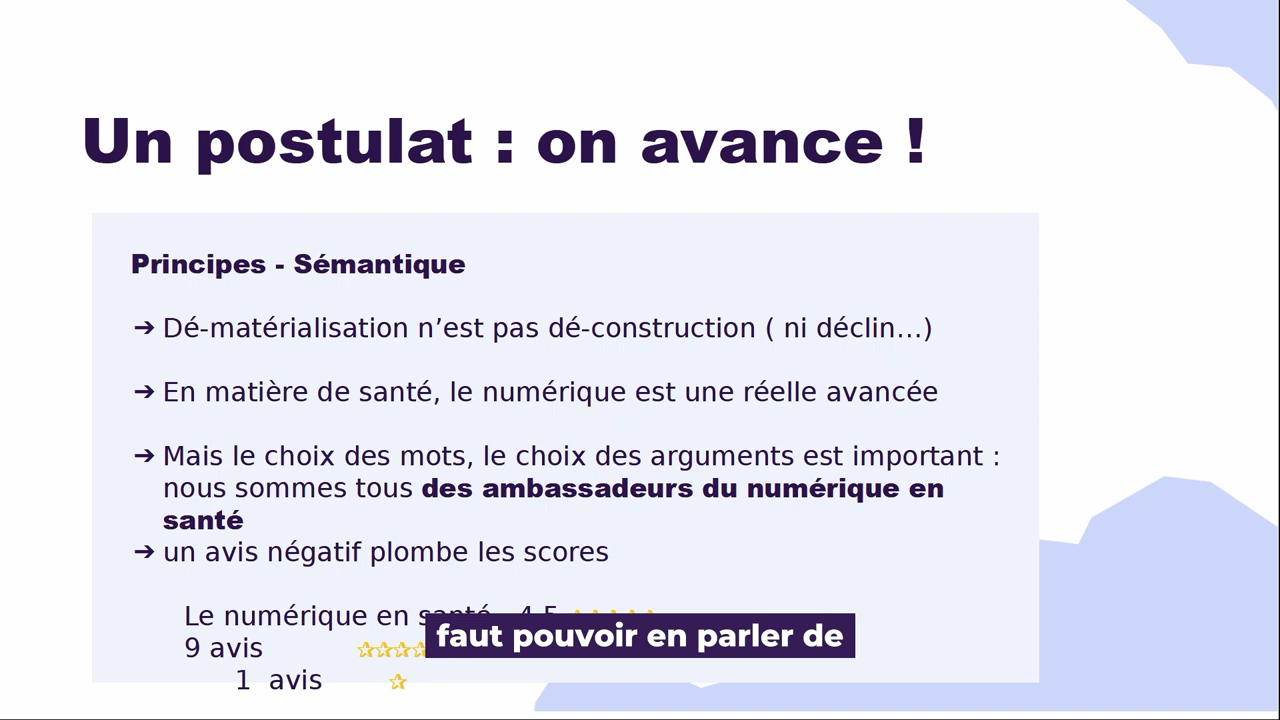 Un postulat : on avance !
Principes - Sémantique
➔ Dé-matérialisation n’est pas dé-construction ( ni déclin...)
➔ En matière de santé, le numérique est une réelle avancée
➔ Mais le choix des mots, le choix des arguments est important :
nous sommes tous des ambassadeurs du numérique en
santé
➔ un avis négatif plombe les scores
Le numérique en santé 4,5
9 avis ☆☆☆☆
1 avis ☆
faut pouvoir en parler de